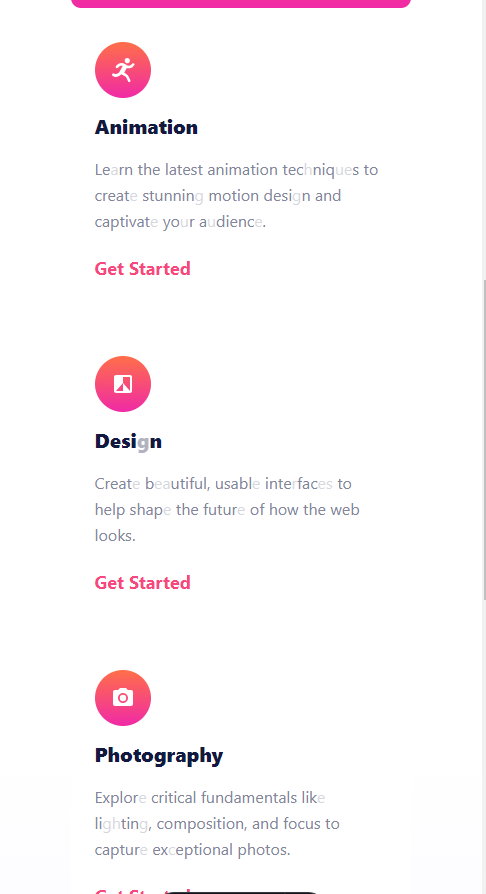 Animation
Learn the latest animation techniques to
create stunning motion design and
captivate your audience.
Get Started
Design
Create beautiful, usable interfaces to
help shape the future of how the web
looks.
Get Started
Photography
Explore critical fundamentals like
lighting, composition, and focus to
capture exceptional photos.
Get Started